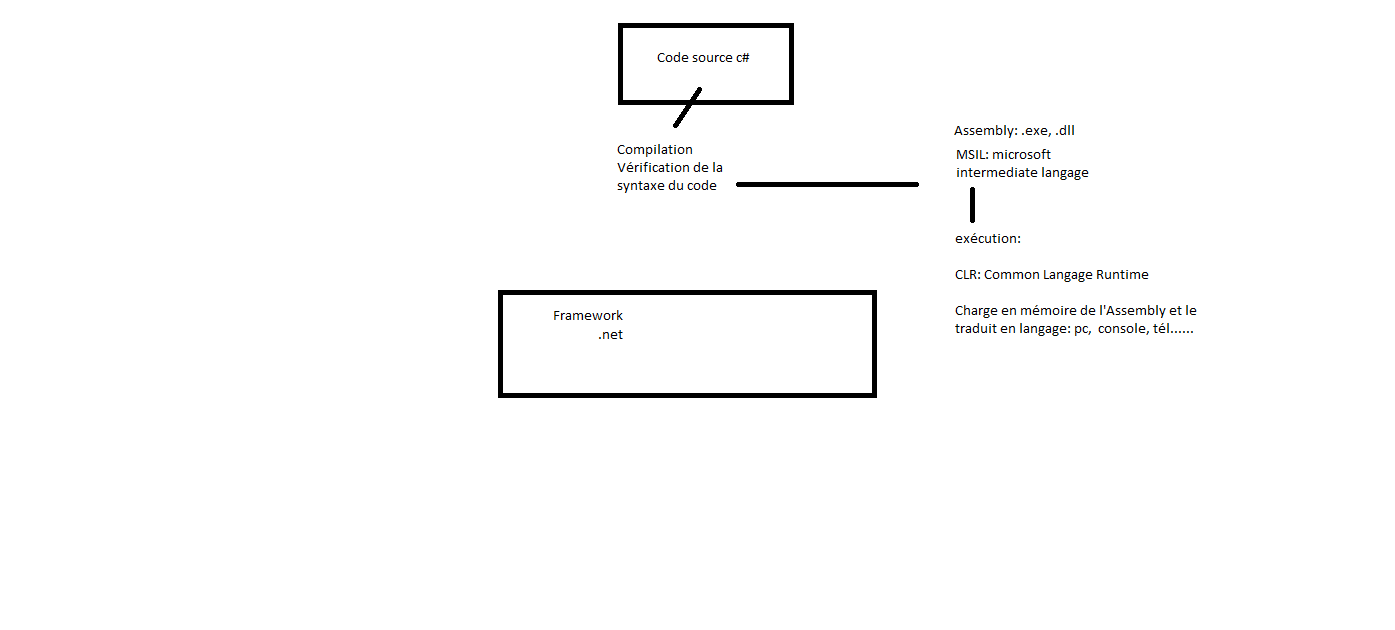 Code source c#
Compilation
Vérification de la
syntaxe du code
Assembly: .exe, .dll
MSIL: microsoft
intermediate langage
exécution:
CLR: Common Langage Runtime
Charge en mémoire de l'Assembly et le
traduit en langage: pc, console, tél......
Framework
.net